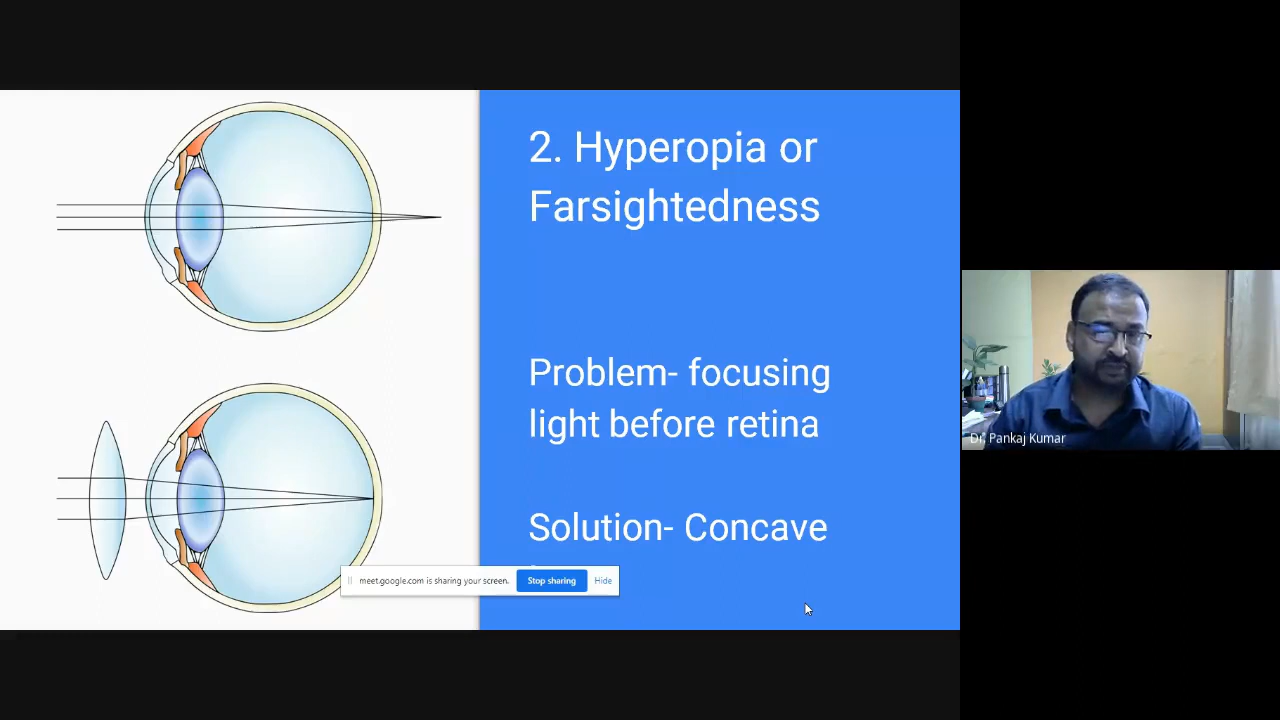 2. Hyperopia or
Farsightedness
Problem- focusing
light before retina
Solution- Concave
meet.google.com is sharing your screen.
Stop sharing
Hide
Dr. Pankaj Kumar